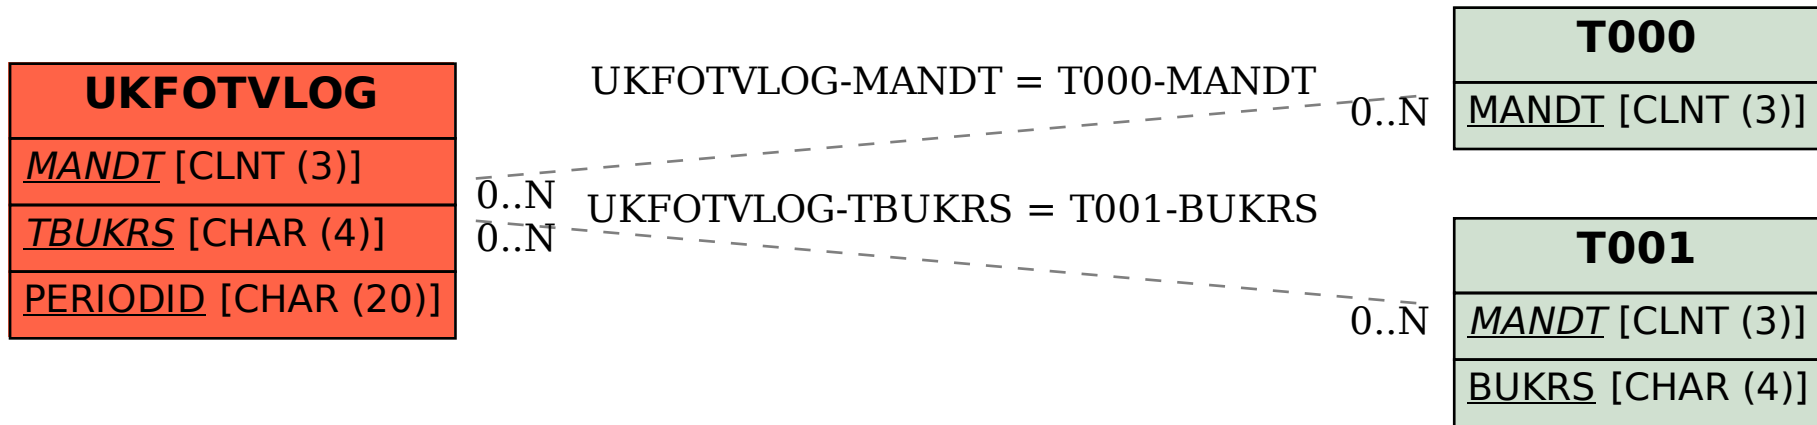 UKFOTVLOG
MANDT [CLNT (3)]
TBUKRS [CHAR (4)]
PERIODID [CHAR (20)]
UKFOTVLOG-MANDT = T000-MANDT
0..N
0..N
UKFOTVLOG-TBUKRS = T001-BUKRS
0..N
0..N
T000
MANDT [CLNT (3)]
T001
MANDT [CLNT (3)]
BUKRS [CHAR (4)]